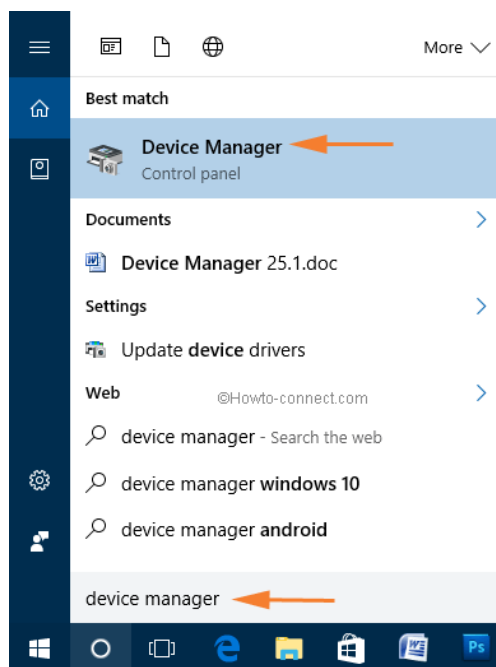 More
Best match
Device Manager
Control panel
Documents
Device Manager 25.1.doc
Settings
Update device drivers
Web
©Howto-connect.com
device manager - Search the web
device manager windows 10
device manager android
device manager
Ps